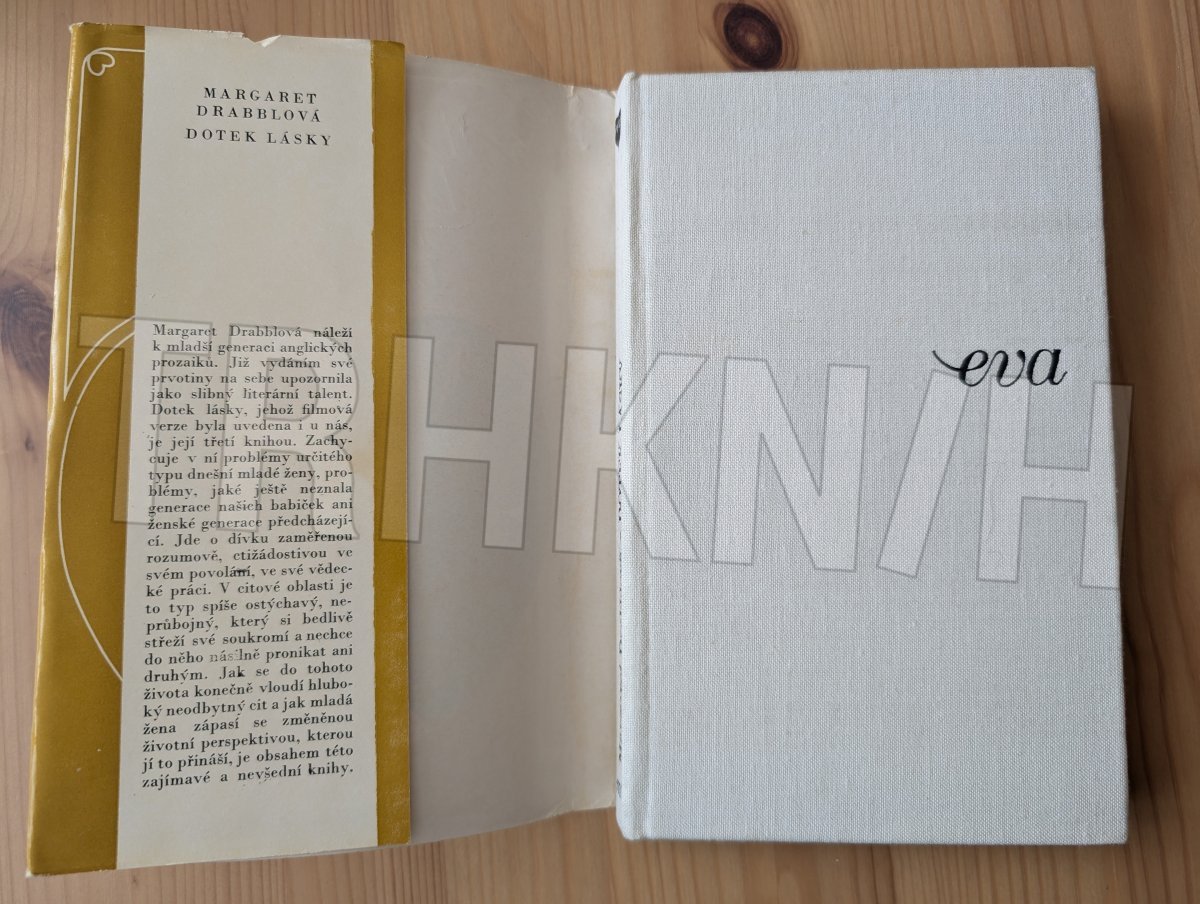 MARGARET
DRABBLOVÁ
DOTEK LÁSKY
Margaret Drabblová náleží
k mladší generaci anglických
prozaiků. Již vydáním své
prvotiny na sebe upozornila
jako slibný literární talent.
Dotek lásky, jehož filmová
verze byla uvedena i u nás,
je její třetí knihou. Zachy-
cuje v ní problémy určitého
typu dnešní mladé ženy, pro-
blémy, jaké ještě neznala
generace našich babiček ani
ženské generace předcházejí-
cí. Jde o dívku zaměřenou
rozumově, ctižádostivou ve
svém povolání, ve své vědec-
ké práci. V citové oblasti je
to typ spíše ostýchavý, ne-
průbojný, který si bedlivě
střeží své soukromí a nechce
do něho násilně pronikat ani
druhým. Jak se do tohoto
života konečně vloudí hlubo-
ký neodbytný cit a jak mladá
žena zápasí se změněnou
životní perspektivou, kterou
jí to přináší, je obsahem této
zajímavé a nevšední knihy.
eva
TRHKNIH